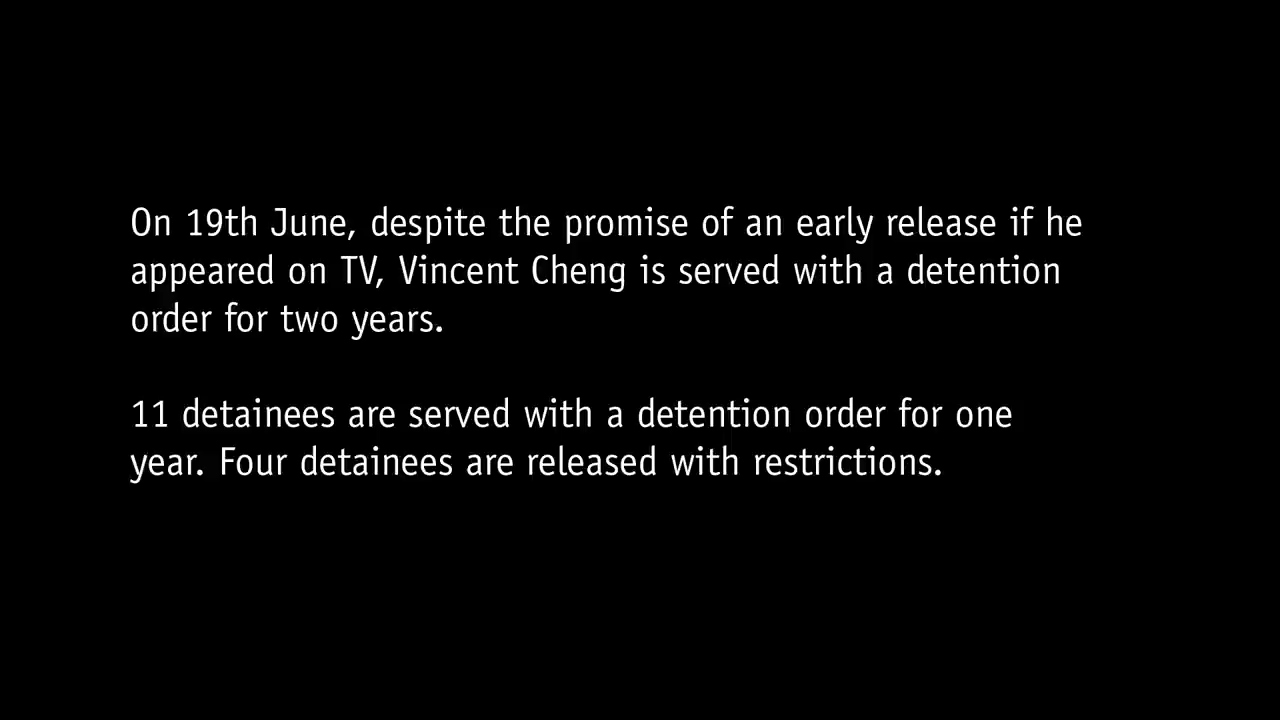 On 19th June, despite the promise of an early release if he
appeared on TV, Vincent Cheng is served with a detention
order for two years.
11 detainees are served with a detention order for one
year. Four detainees are released with restrictions.